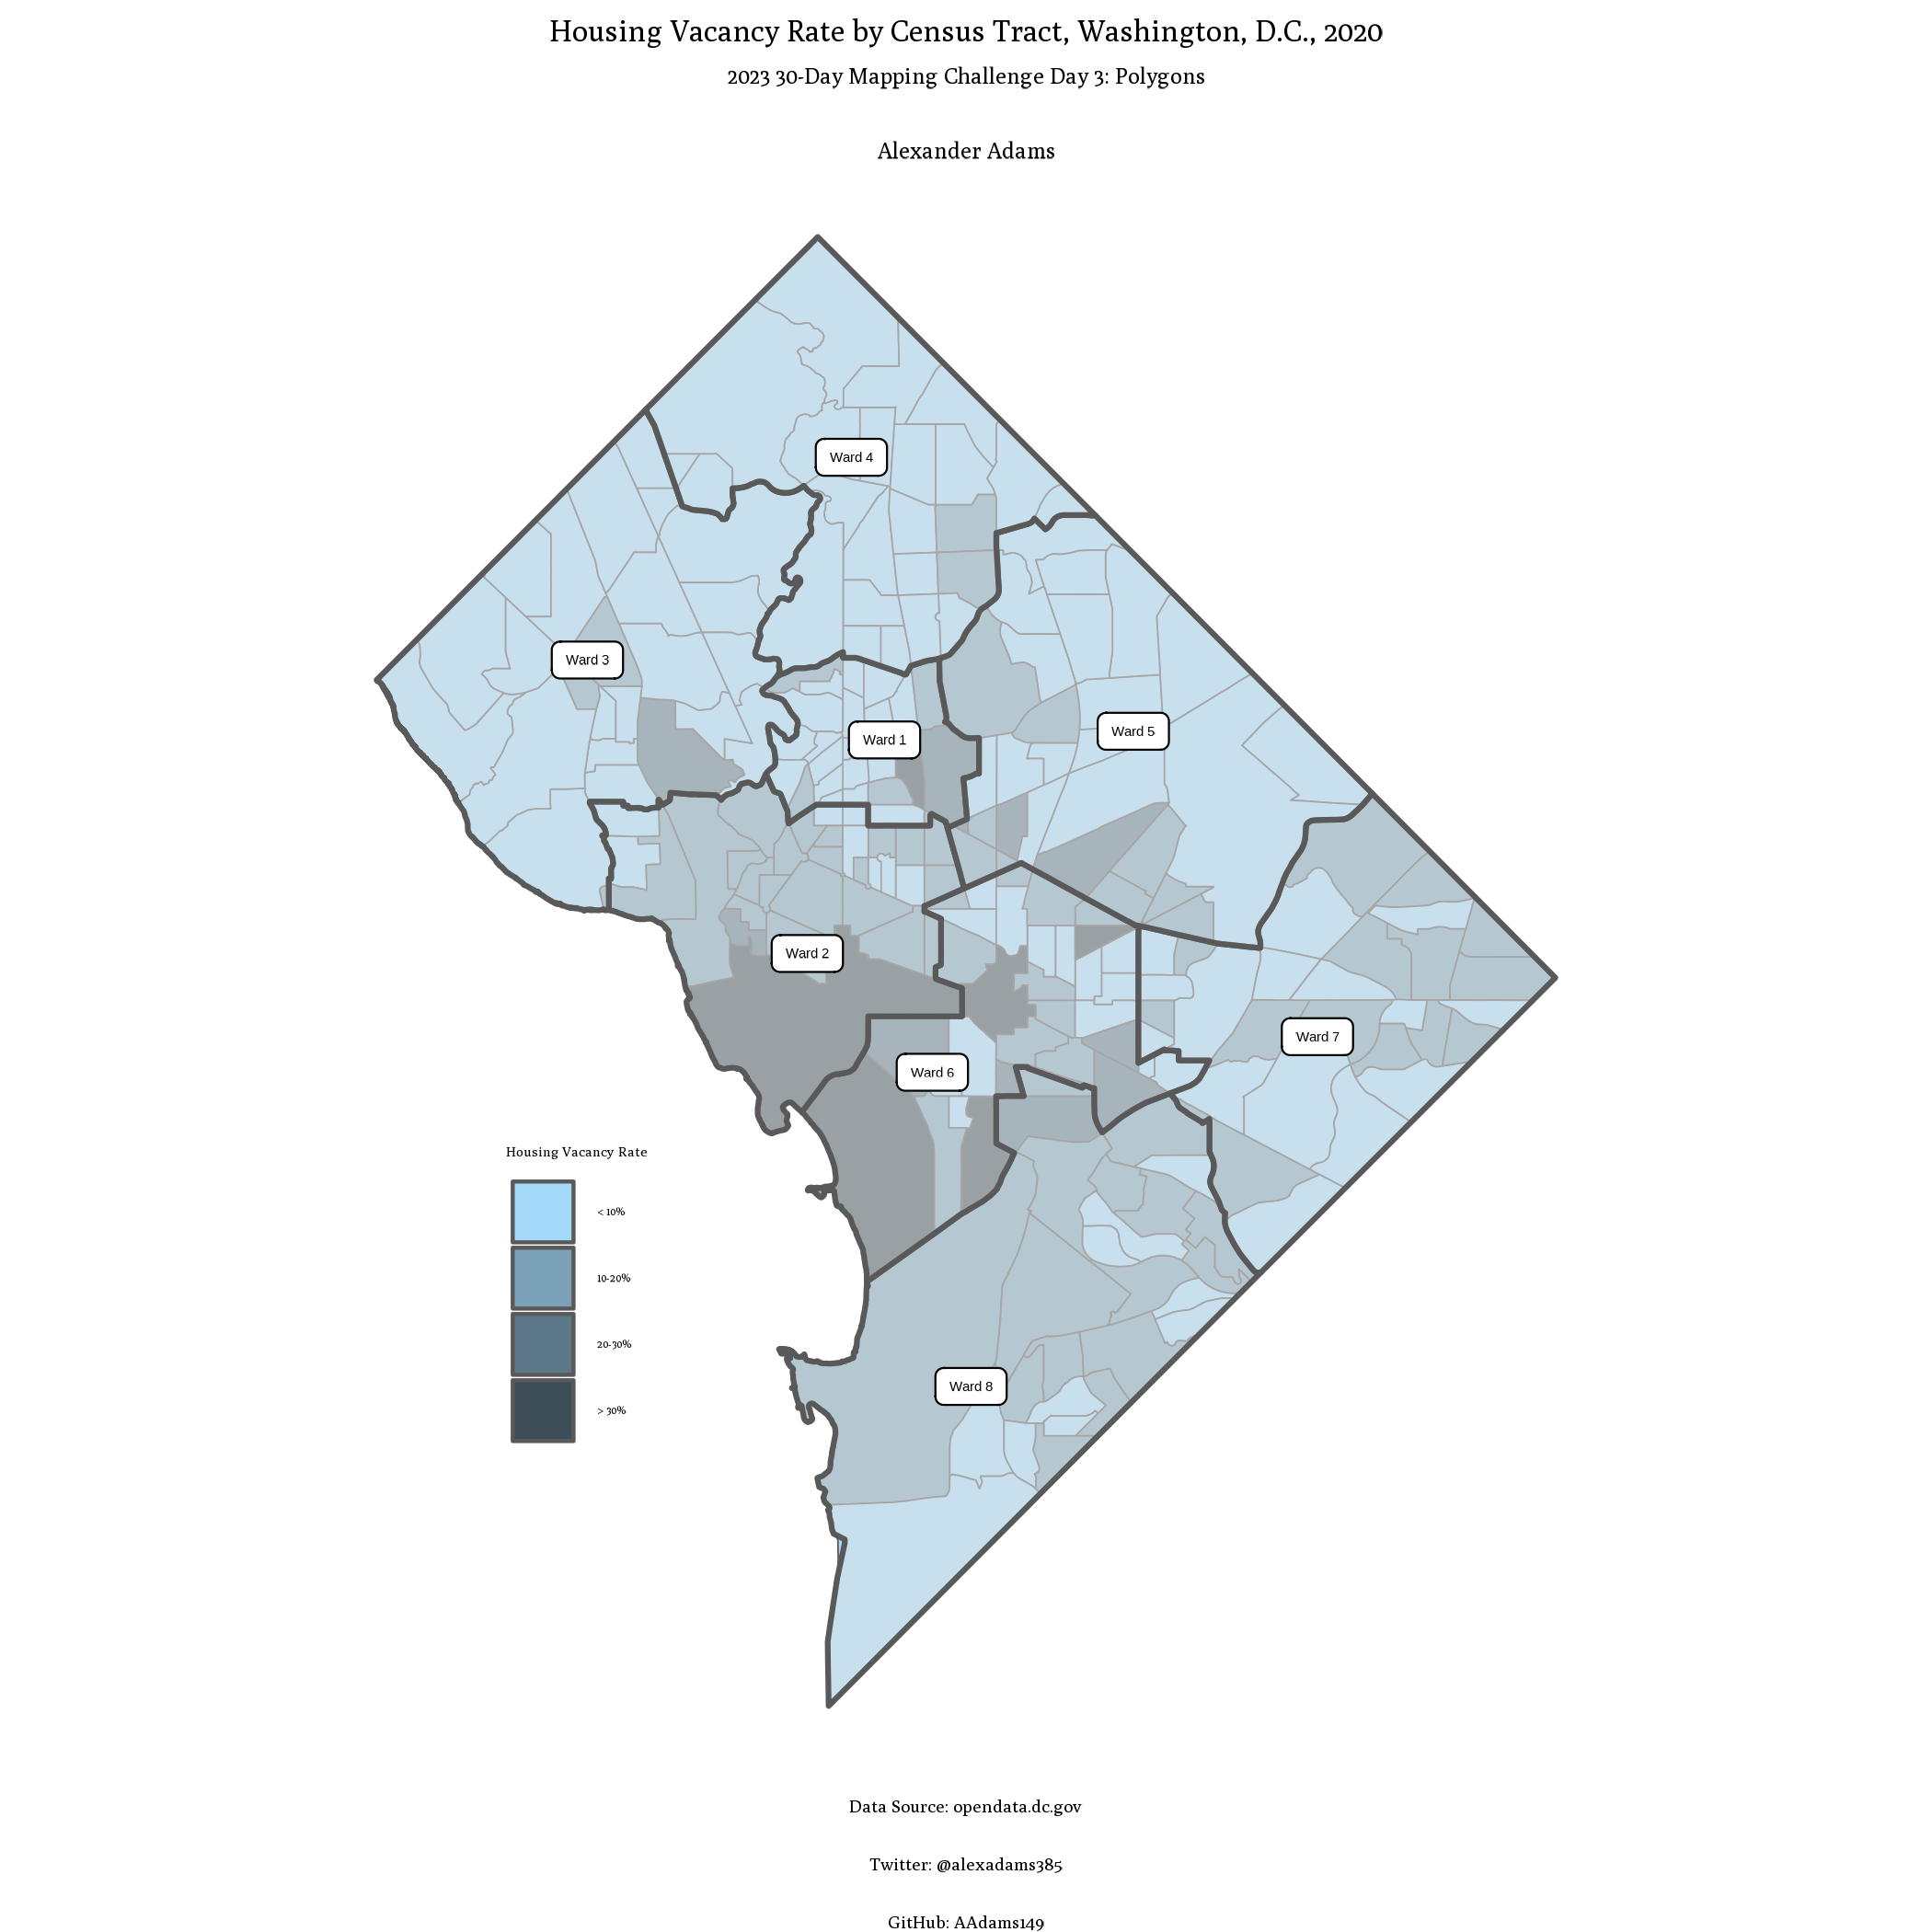 Housing Vacancy Rate by Census Tract, Washington, D.C., 2020
2023 30-Day Mapping Challenge Day 3: Polygons
Alexander Adams
Ward 4
Ward 3
Ward 5
Ward 1
Ward 2
Ward 7
Ward 6
Housing Vacancy Rate
< 10%
10-20%
20-30%
> 30%
Ward 8
Data Source: opendata.dc.gov
Twitter: @alexadams385
GitHub: AAdams149